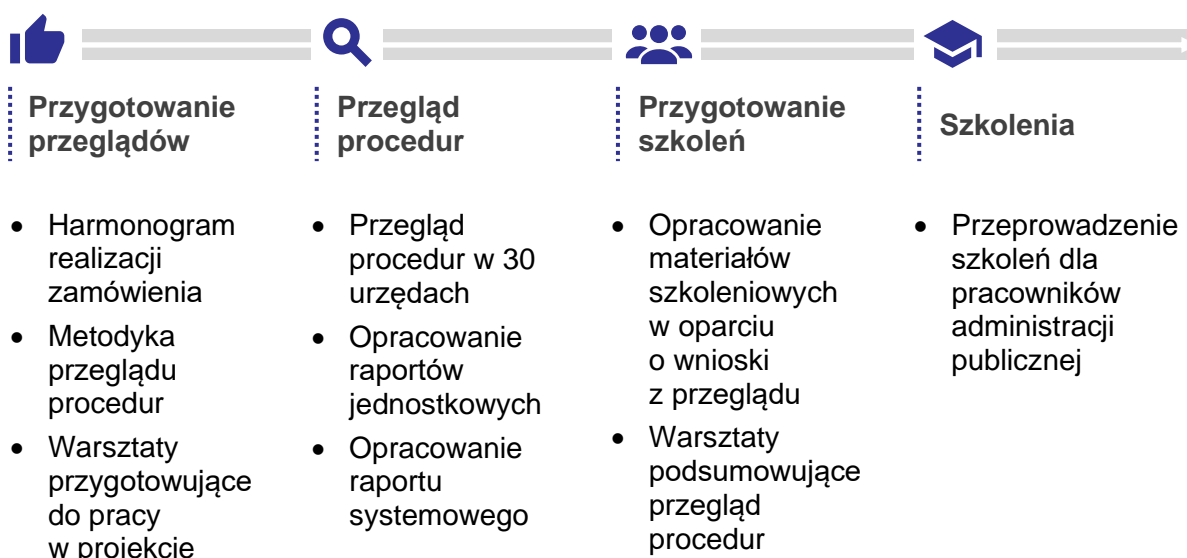 Przygotowanie
przeglądów
Przegląd
procedur
Przygotowanie
szkoleń
Szkolenia
• Harmonogram
realizacji
zamówienia
• Metodyka
przeglądu
procedur
• Warsztaty
przygotowujące
do pracy
w projekcie
• Przegląd
procedur w 30
urzędach
• Opracowanie
raportów
jednostkowych
• Opracowanie
raportu
systemowego
• Opracowanie
materiałów
szkoleniowych
w oparciu
o wnioski
z przeglądu
• Warsztaty
podsumowujące
przegląd
procedur
• Przeprowadzenie
szkoleń dla
pracowników
administracji
publicznej